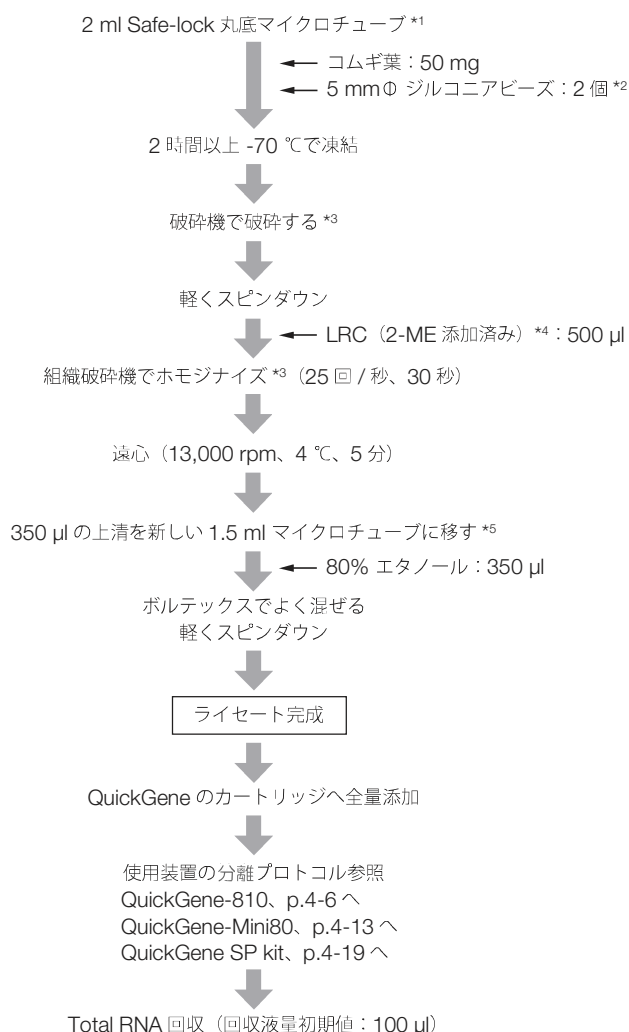 2 ml Safe-lock 丸底マイクロチューブ *1
コムギ葉：50 mg
5 mmΦ ジルコニアビーズ：2 個 *2
2 時間以上 -70 ℃で凍結
破砕機で破砕する *3
軽くスピンダウン
LRC（2-ME 添加済み）*4：500 µl
組織破砕機でホモジナイズ *3（25 回 / 秒、30 秒）
遠心（13,000 rpm、4 ℃、5 分）
350 µl の上清を新しい 1.5 ml マイクロチューブに移す *5
80% エタノール：350 µl
ボルテックスでよく混ぜる
軽くスピンダウン
ライセート完成
QuickGene のカートリッジへ全量添加
使用装置の分離プロトコル参照
QuickGene-810、p.4-6 へ
QuickGene-Mini80、p.4-13 へ
QuickGene SP kit、p.4-19 へ
Total RNA 回収（回収液量初期値：100 µl）